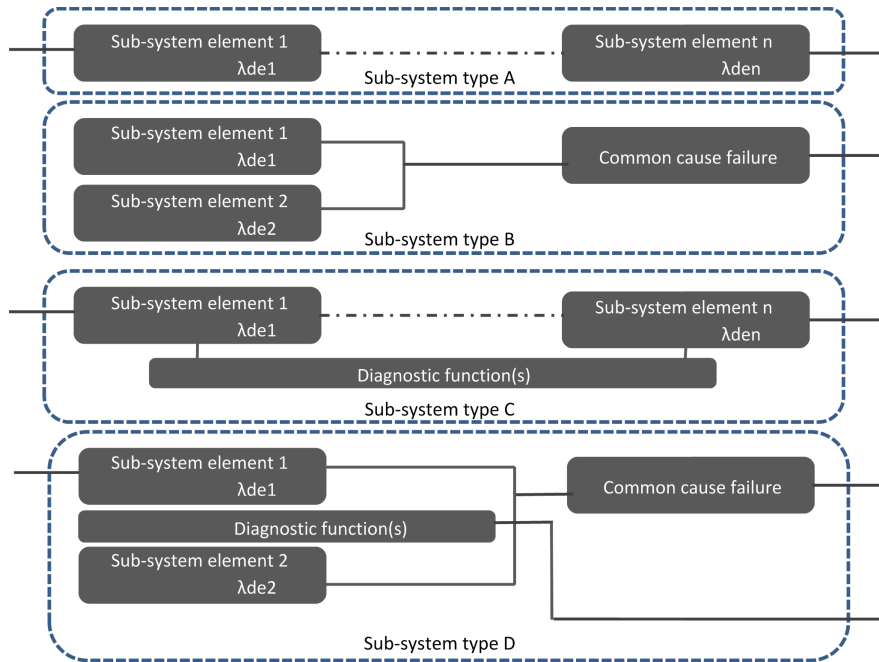 Sub-system element 1
λde1
Sub-system element n
λden
Sub-system type A
Sub-system element 1
λde1
Sub-system element 2
λde2
Common cause failure
Sub-system type B
Sub-system element 1
λde1
Sub-system element n
λden
Diagnostic function(s)
Sub-system type C
Sub-system element 1
λde1
Common cause failure
Diagnostic function(s)
Sub-system element 2
λde2
Sub-system type D